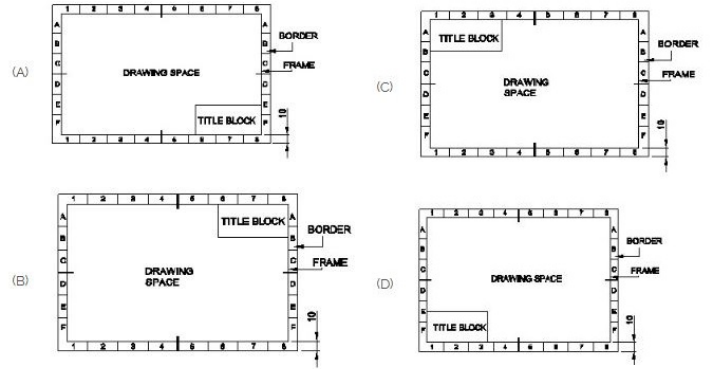 (A)
1 2 3 4 5 6 7 8
A A
B B
C C
D D
E E
F F
DRAWING SPACE
TITLE BLOCK
BORDER
FRAME
10
1 2 3 4 5 6 7 8
(C)
1 2 3 4 5 6 7 8
A A
B B
C C
D D
E E
F F
TITLE BLOCK
DRAWING
SPACE
BORDER
FRAME
10
1 2 3 4 5 6 7 8
(B)
1 2 3 4 5 6 7 8
A A
B B
C C
D D
E E
F F
TITLE BLOCK
DRAWING
SPACE
BORDER
FRAME
10
1 2 3 4 5 6 7 8
(D)
1 2 3 4 5 6 7 8
A A
B B
C C
D D
E E
F F
DRAWING SPACE
TITLE BLOCK
BORDER
FRAME
10
1 2 3 4 5 6 7 8